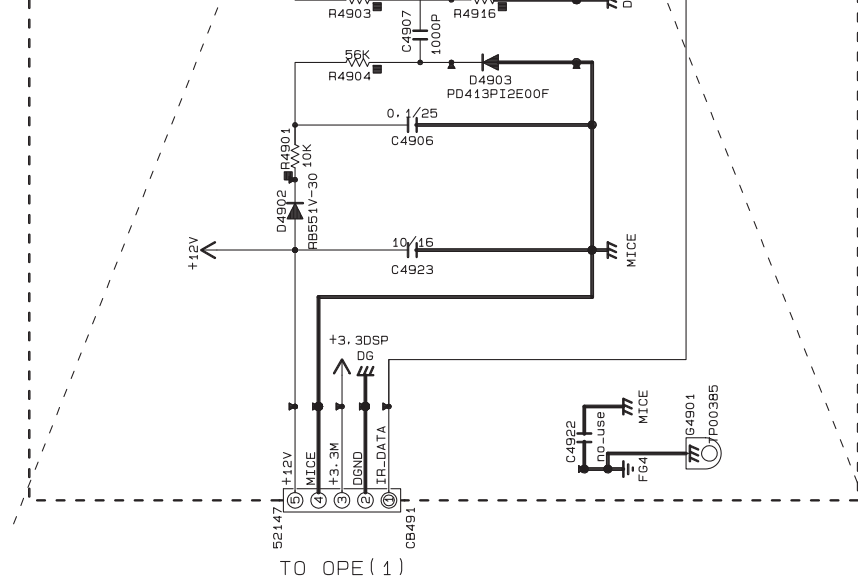 R4903
C4907
1000P
R4916
D
56K
R4904
D4903
PD413PI2E00F
0.1/25
C4906
R4901
10K
D4902
RB551V-30
+12V
10/16
C4923
MICE
+3.3DSP
DG
+12V
MICE
+3.3M
DGND
IR_DATA
5
4
3
2
1
52147
CB491
C4922
no_use
MICE
FG4
G4901
TP00385
TO OPE(1)